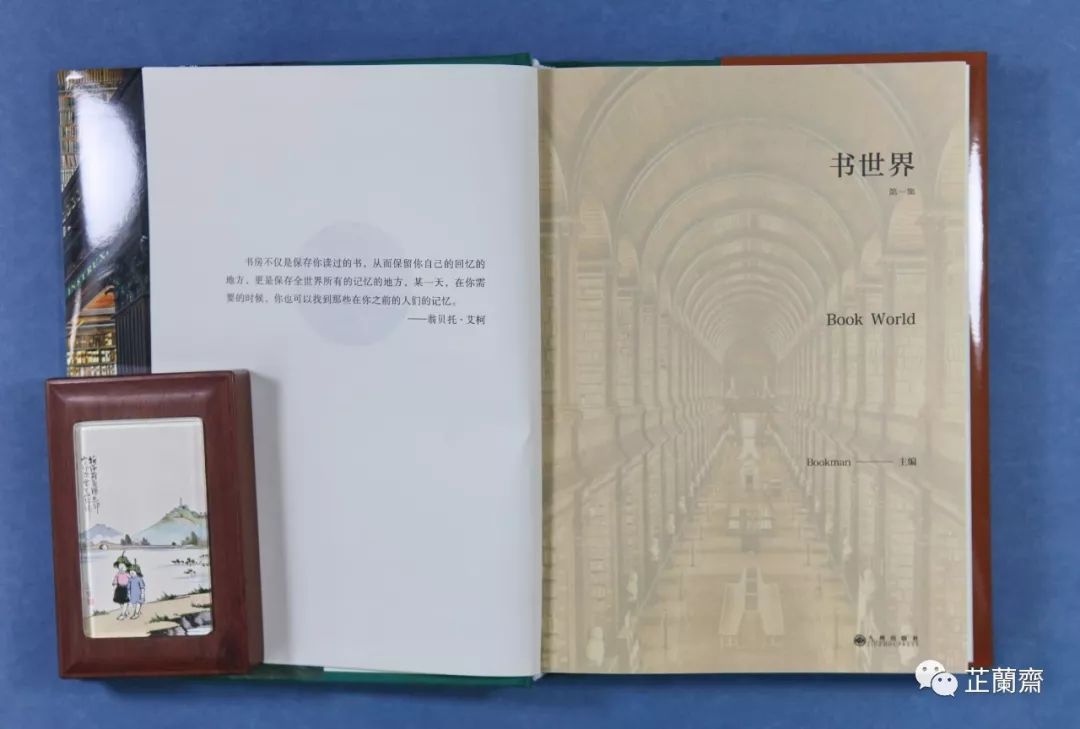 书房不仅是保存你读过的书，从而保留你自己的回忆的
地方，更是保存全世界所有的记忆的地方，某一天，在你需
要的时候，你也可以找到那些在你之前的人们的记忆。
——翁贝托·艾柯
书世界
第一集
Book World
Bookman —— 主编
九州出版社
芷蘭齋